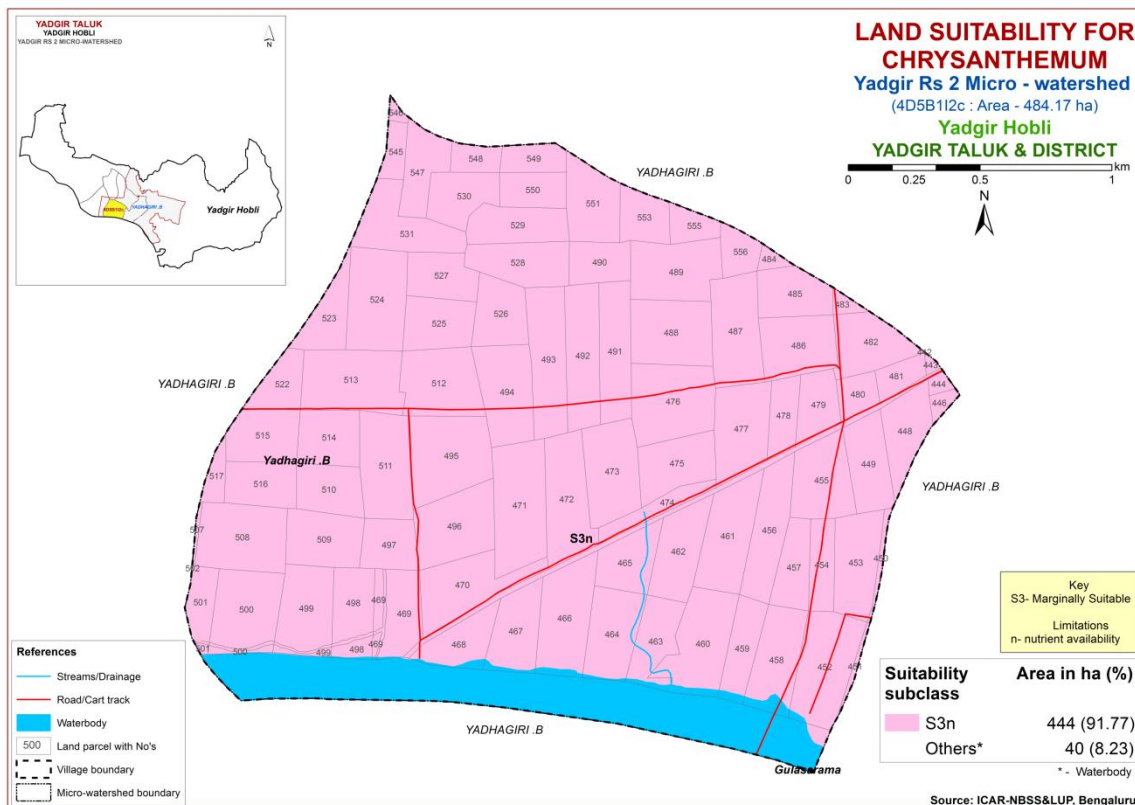 YADGIR TALUK
YADGIR HOBLI
YADGIR RS 2 MICRO-WATERSHED
N
4D5B1I2c
YADHAGIRI .B
Yadgir Hobli
LAND SUITABILITY FOR
CHRYSANTHEMUM
Yadgir Rs 2 Micro - watershed
(4D5B1I2c : Area - 484.17 ha)
Yadgir Hobli
YADGIR TALUK & DISTRICT
km
0 0.25 0.5 1
N
YADHAGIRI .B
546
545
547 548 549
530 550
551 553 555
531 529
556 484
528 490 489
527
524 526 485 483
523 525 488 487 482
493 492 491 486
442
443
522 513 512 494 481 444
YADHAGIRI .B
476 478 479 480 446
477
515 514 495 448
Yadhagiri .B
511 475 449
517 516 510 473 455
YADHAGIRI .B
471 472 474
507 508 509 496 461 456
S3n
497 462
465 457 454 453 450
502
470
501 500 499 498 469 469
466
467 464 463 460
501 500 499 498 469 468 459 458 452 451
YADHAGIRI .B
Gulasarama
Key
S3- Marginally Suitable
Limitations
n- nutrient availability
References
Streams/Drainage
Road/Cart track
Waterbody
500 Land parcel with No's
Village boundary
Micro-watershed boundary
Suitability subclass Area in ha (%)
S3n 444 (91.77)
Others* 40 (8.23)
* - Waterbody
Source: ICAR-NBSS&LUP, Bengaluru